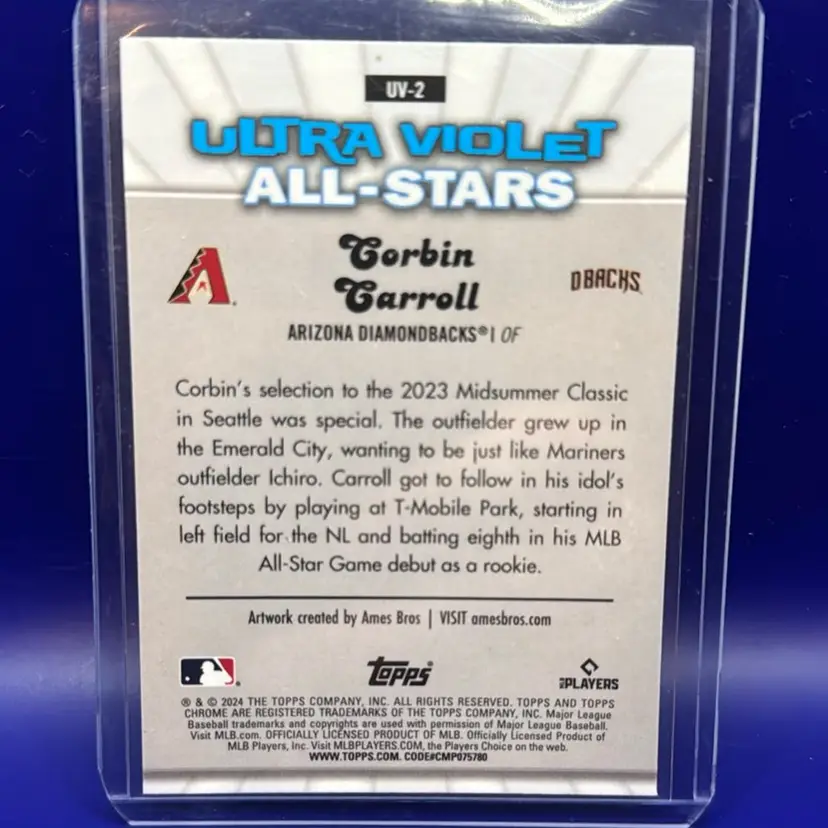 UV-2
ULTRA VIOLET
ALL-STARS
Corbin
Carroll
DBACKS
ARIZONA DIAMONDBACKS® | OF
Corbin's selection to the 2023 Midsummer Classic
in Seattle was special. The outfielder grew up in
the Emerald City, wanting to be just like Mariners
outfielder Ichiro. Carroll got to follow in his idol's
footsteps by playing at T-Mobile Park, starting in
left field for the NL and batting eighth in his MLB
All-Star Game debut as a rookie.
Artwork created by Ames Bros | VISIT amesbros.com
topps
PLAYERS
® & © 2024 THE TOPPS COMPANY, INC. ALL RIGHTS RESERVED. TOPPS AND TOPPS
CHROME ARE REGISTERED TRADEMARKS OF THE TOPPS COMPANY, INC. Major League
Baseball trademarks and copyrights are used with permission of Major League Baseball.
Visit MLB.com. OFFICIALLY LICENSED PRODUCT OF MLB. Officially Licensed Product of
MLB Players, Inc. Visit MLBPLAYERS.COM, the Players Choice on the web.
WWW.TOPPS.COM. CODE#CMP075780